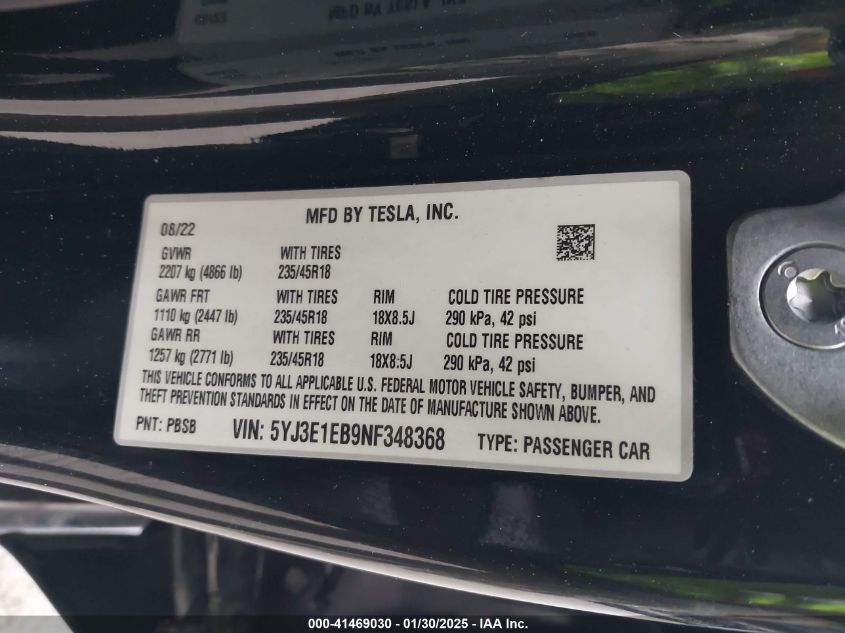 MFD BY TESLA, INC.
08/22
GVWR WITH TIRES
2207 kg (4866 lb) 235/45R18
GAWR FRT WITH TIRES RIM COLD TIRE PRESSURE
1110 kg (2447 lb) 235/45R18 18X8.5J 290 kPa, 42 psi
GAWR RR WITH TIRES RIM COLD TIRE PRESSURE
1257 kg (2771 lb) 235/45R18 18X8.5J 290 kPa, 42 psi
THIS VEHICLE CONFORMS TO ALL APPLICABLE U.S. FEDERAL MOTOR VEHICLE SAFETY, BUMPER, AND
THEFT PREVENTION STANDARDS IN EFFECT ON THE DATE OF MANUFACTURE SHOWN ABOVE.
PNT: PBSB VIN: 5YJ3E1EB9NF348368 TYPE: PASSENGER CAR
000-41469030 - 01/30/2025 - IAA Inc.